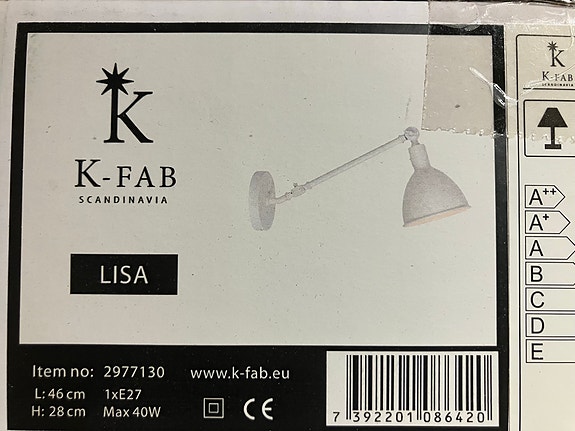 K
K-FAB
SCANDINAVIA
LISA
Item no: 2977130
www.k-fab.eu
L: 46 cm 1xE27
H: 28 cm Max 40W
CE
7 392201 086420
K
K-FAB
SCANDINAVIA
A++
A+
A
B
C
D
E